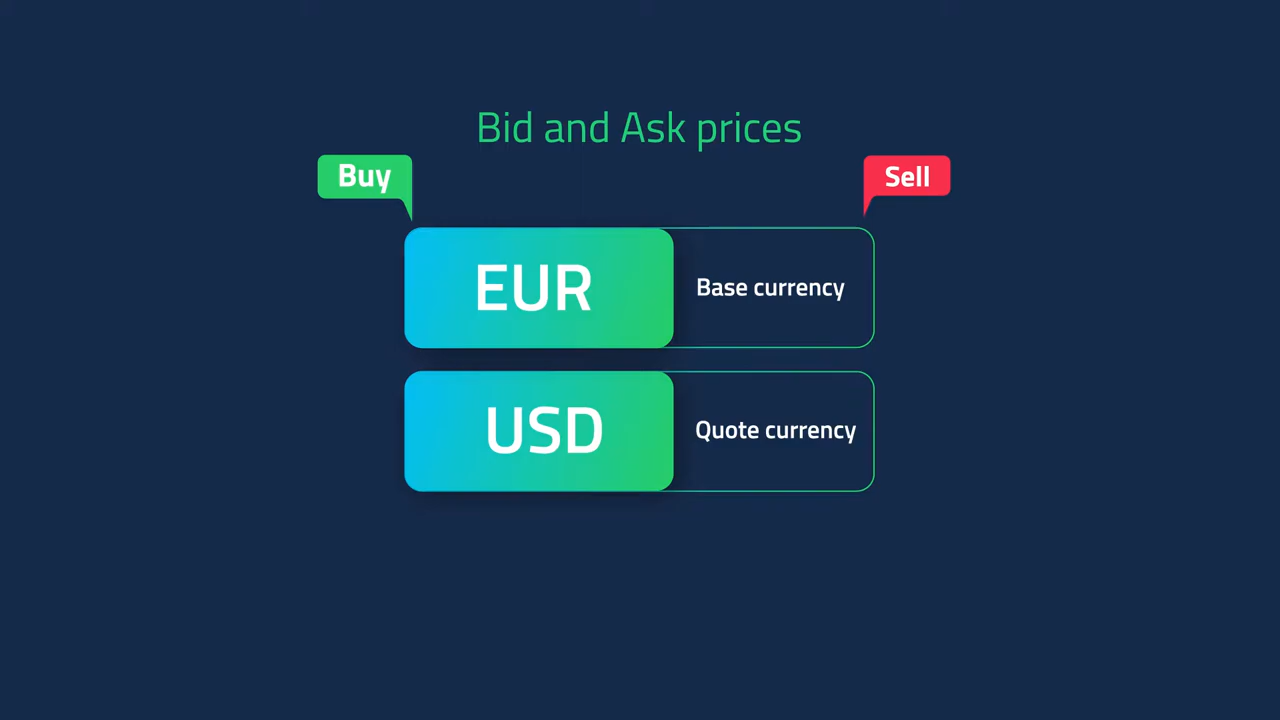 Bid and Ask prices
Buy
Sell
EUR
Base currency
USD
Quote currency